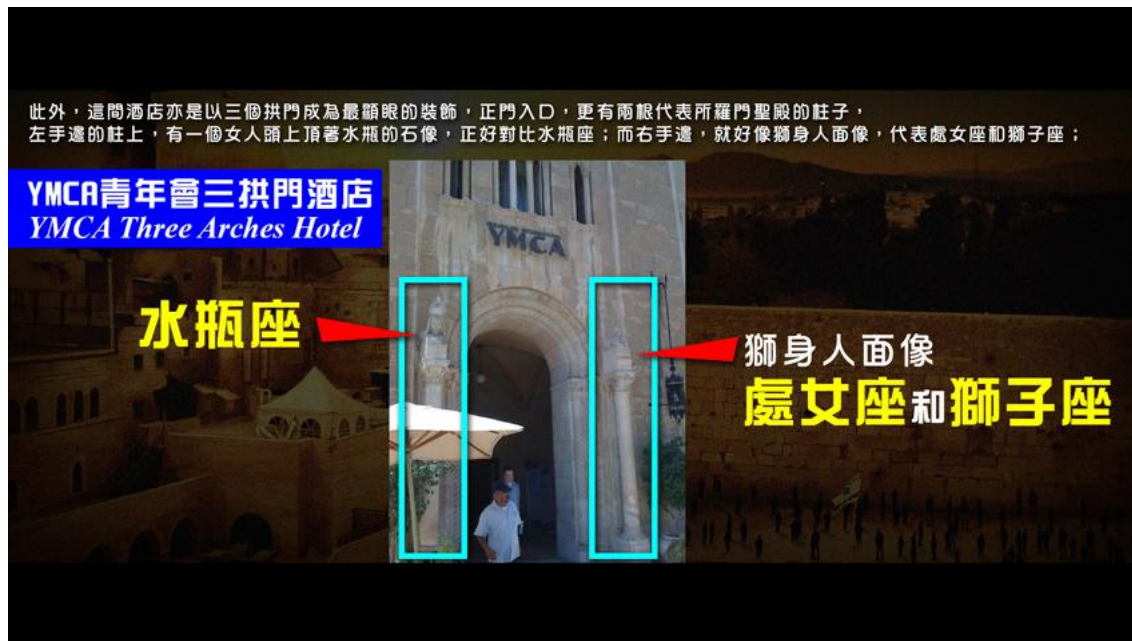 此外，這間酒店亦是以三個拱門成為最顯眼的裝飾，正門入口，更有兩根代表所羅門聖殿的柱子，
左手邊的柱上，有一個女人頭上頂著水瓶的石像，正好對比水瓶座；而右手邊，就好像獅身人面像，代表處女座和獅子座；
YMCA青年會三拱門酒店
YMCA Three Arches Hotel
YMCA
水瓶座
獅身人面像
處女座和獅子座